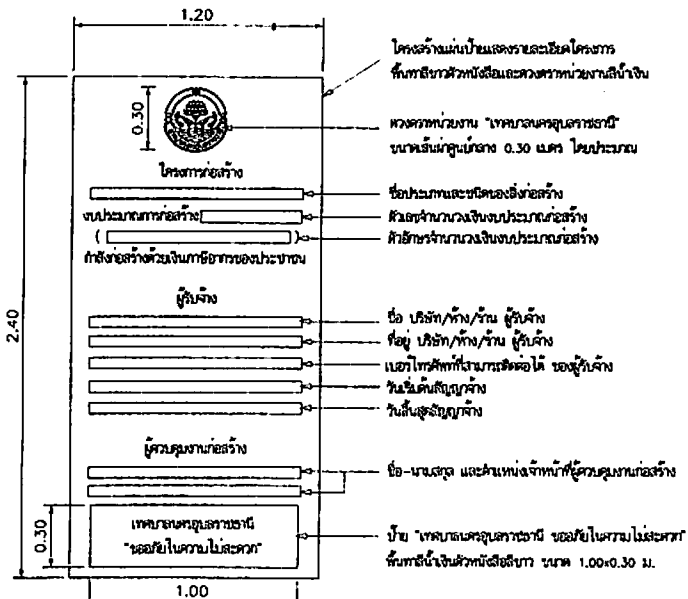 1.20
โครงสร้างแผ่นป้ายแสดงรายละเอียดโครงการ
พื้นทาสีขาวตัวหนังสือและดวงตราหน่วยงานสีน้ำเงิน
2.40
0.30
ดวงตราหน่วยงาน "เทศบาลนครอุบลราชธานี"
ขนาดเส้นผ่าศูนย์กลาง 0.30 เมตร โดยประมาณ
โครงการก่อสร้าง
ชื่อประเภทและชนิดของสิ่งก่อสร้าง
งบประมาณการก่อสร้าง
ตัวเลขจำนวนวงเงินงบประมาณก่อสร้าง
( )
ตัวอักษรจำนวนวงเงินงบประมาณก่อสร้าง
กำลังก่อสร้างด้วยเงินภาษีอากรของประชาชน
ผู้รับจ้าง
ชื่อ บริษัท/ห้าง/ร้าน ผู้รับจ้าง
ที่อยู่ บริษัท/ห้าง/ร้าน ผู้รับจ้าง
เบอร์โทรศัพท์ที่สามารถติดต่อได้ ของผู้รับจ้าง
วันเริ่มต้นสัญญาจ้าง
วันสิ้นสุดสัญญาจ้าง
ผู้ควบคุมงานก่อสร้าง
ชื่อ-นามสกุล และตำแหน่งเจ้าหน้าที่ผู้ควบคุมงานก่อสร้าง
0.30
เทศบาลนครอุบลราชธานี
"ขออภัยในความไม่สะดวก"
ป้าย "เทศบาลนครอุบลราชธานี ขออภัยในความไม่สะดวก"
พื้นทาสีน้ำเงินตัวหนังสือสีขาว ขนาด 1.00x0.30 ม.
1.00